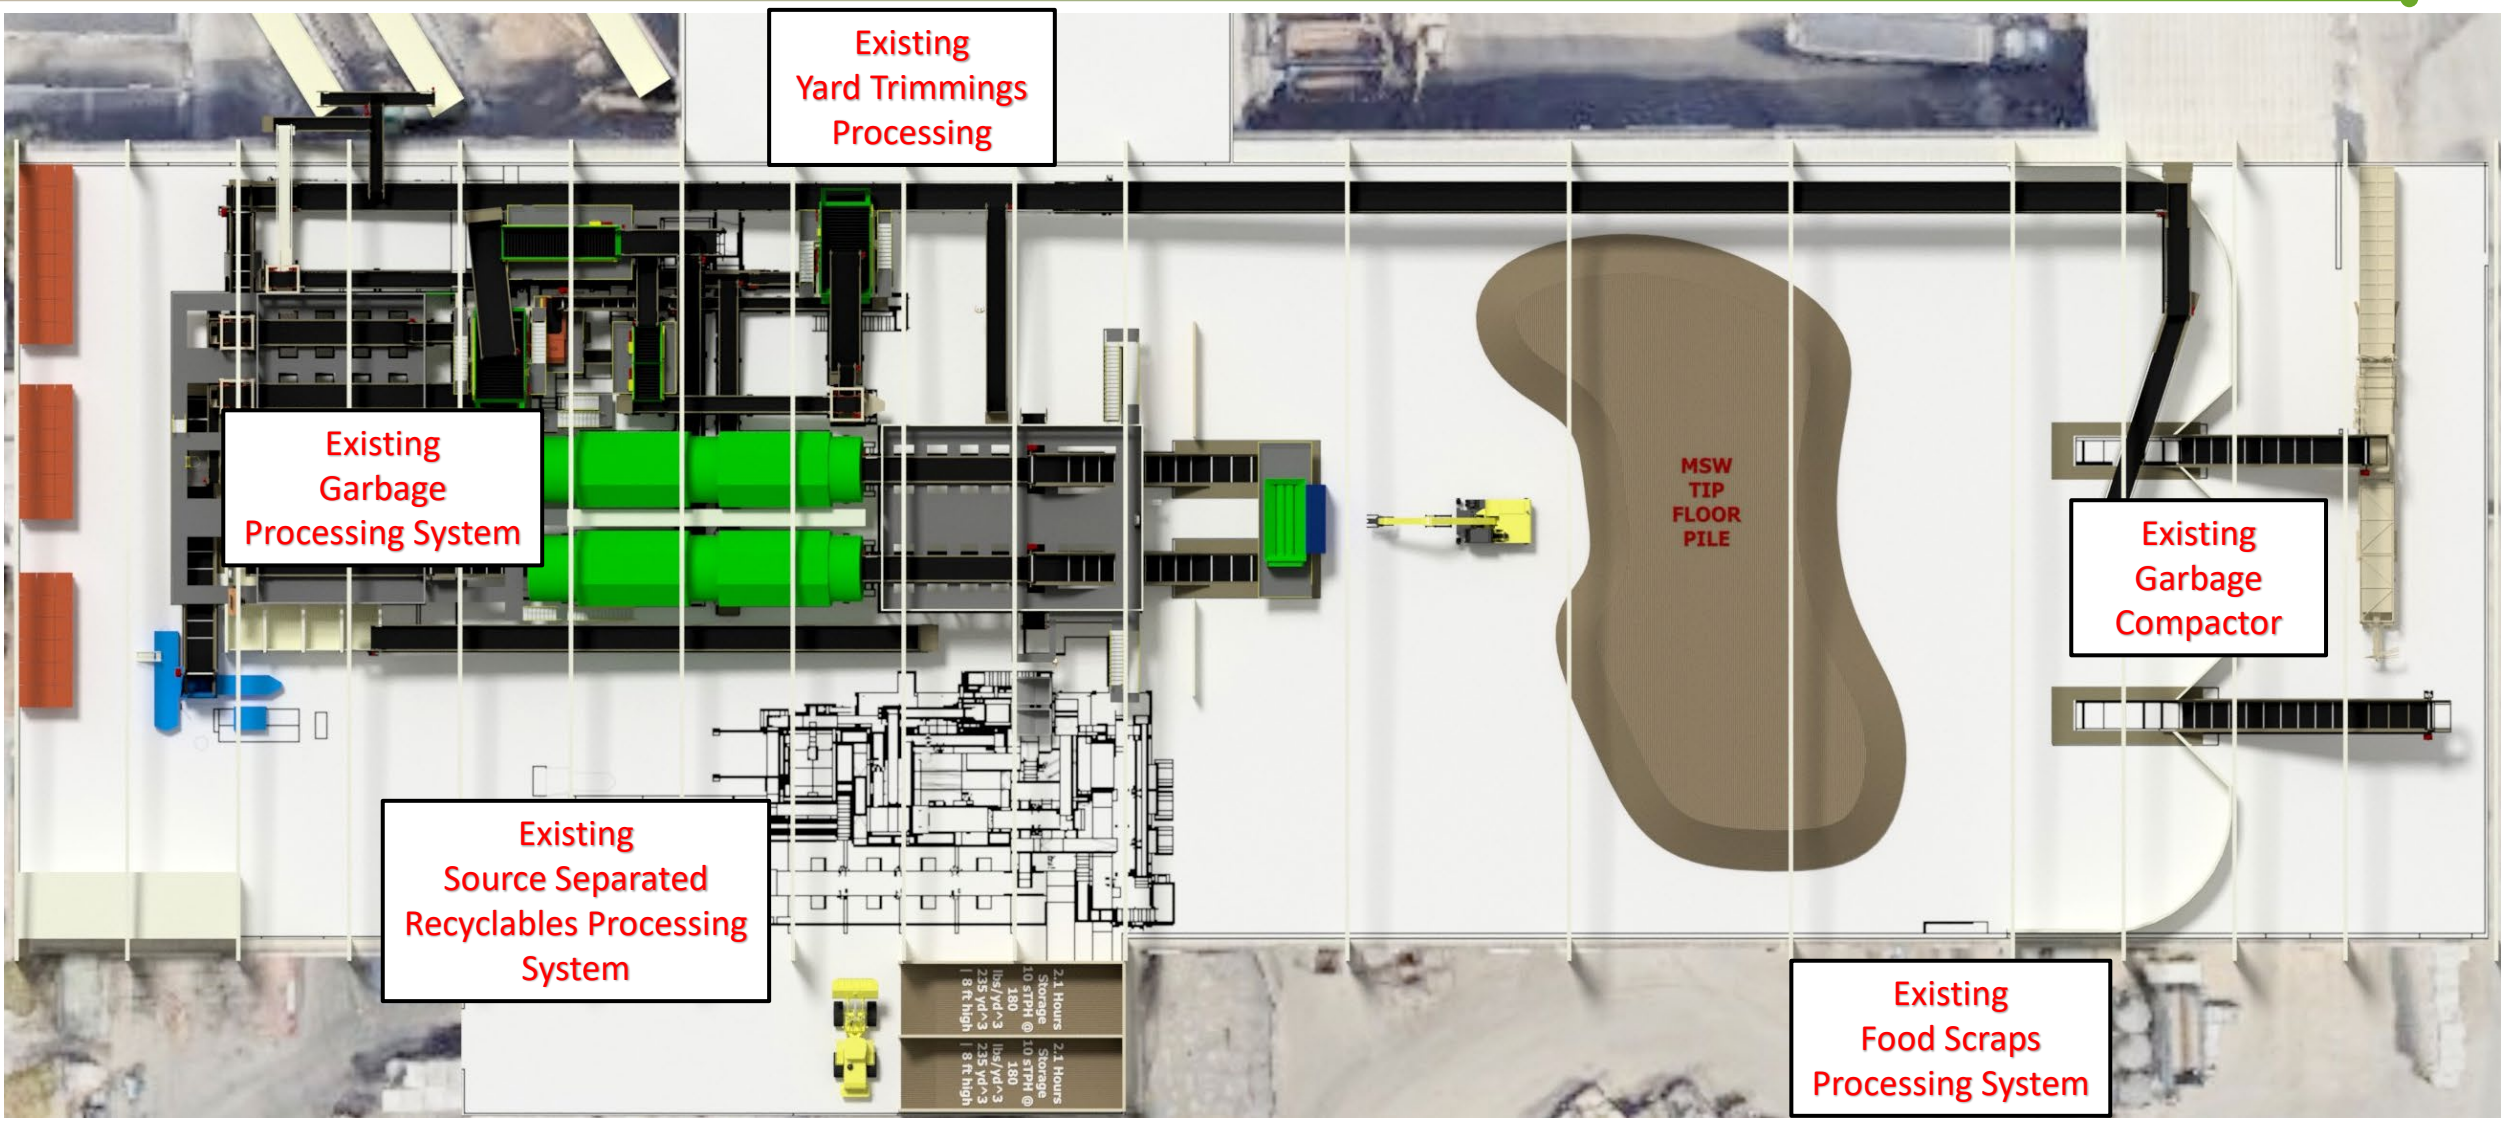 Existing
Yard Trimmings
Processing
Existing
Garbage
Processing System
MSW
TIP
FLOOR
PILE
Existing
Garbage
Compactor
Existing
Source Separated
Recyclables Processing
System
2.1 Hours
Storage
10 sTPH @
180
lbs/yd^3
235 yd^3
| 8 ft high
2.1 Hours
Storage
10 sTPH @
180
lbs/yd^3
235 yd^3
| 8 ft high
Existing
Food Scraps
Processing System